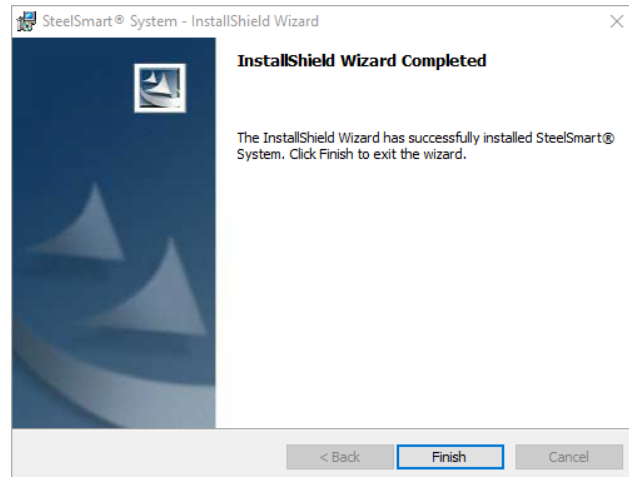 SteelSmart® System - InstallShield Wizard
InstallShield Wizard Completed
The InstallShield Wizard has successfully installed SteelSmart®
System. Click Finish to exit the wizard.
< Back
Finish
Cancel